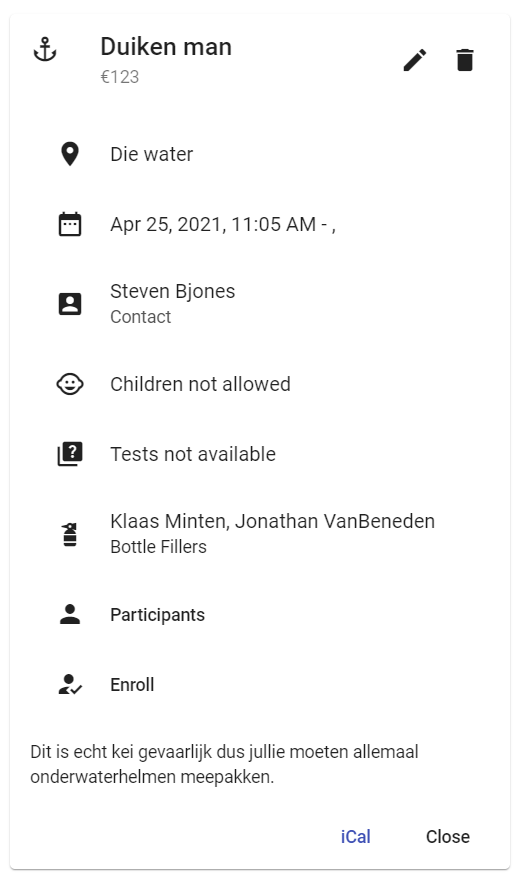 Duiken man
€123
Die water
Apr 25, 2021, 11:05 AM - ,
Steven Bjones
Contact
Children not allowed
Tests not available
Klaas Minten, Jonathan VanBeneden
Bottle Fillers
Participants
Enroll
Dit is echt kei gevaarlijk dus jullie moeten allemaal
onderwaterhelmen meepakken.
iCal Close